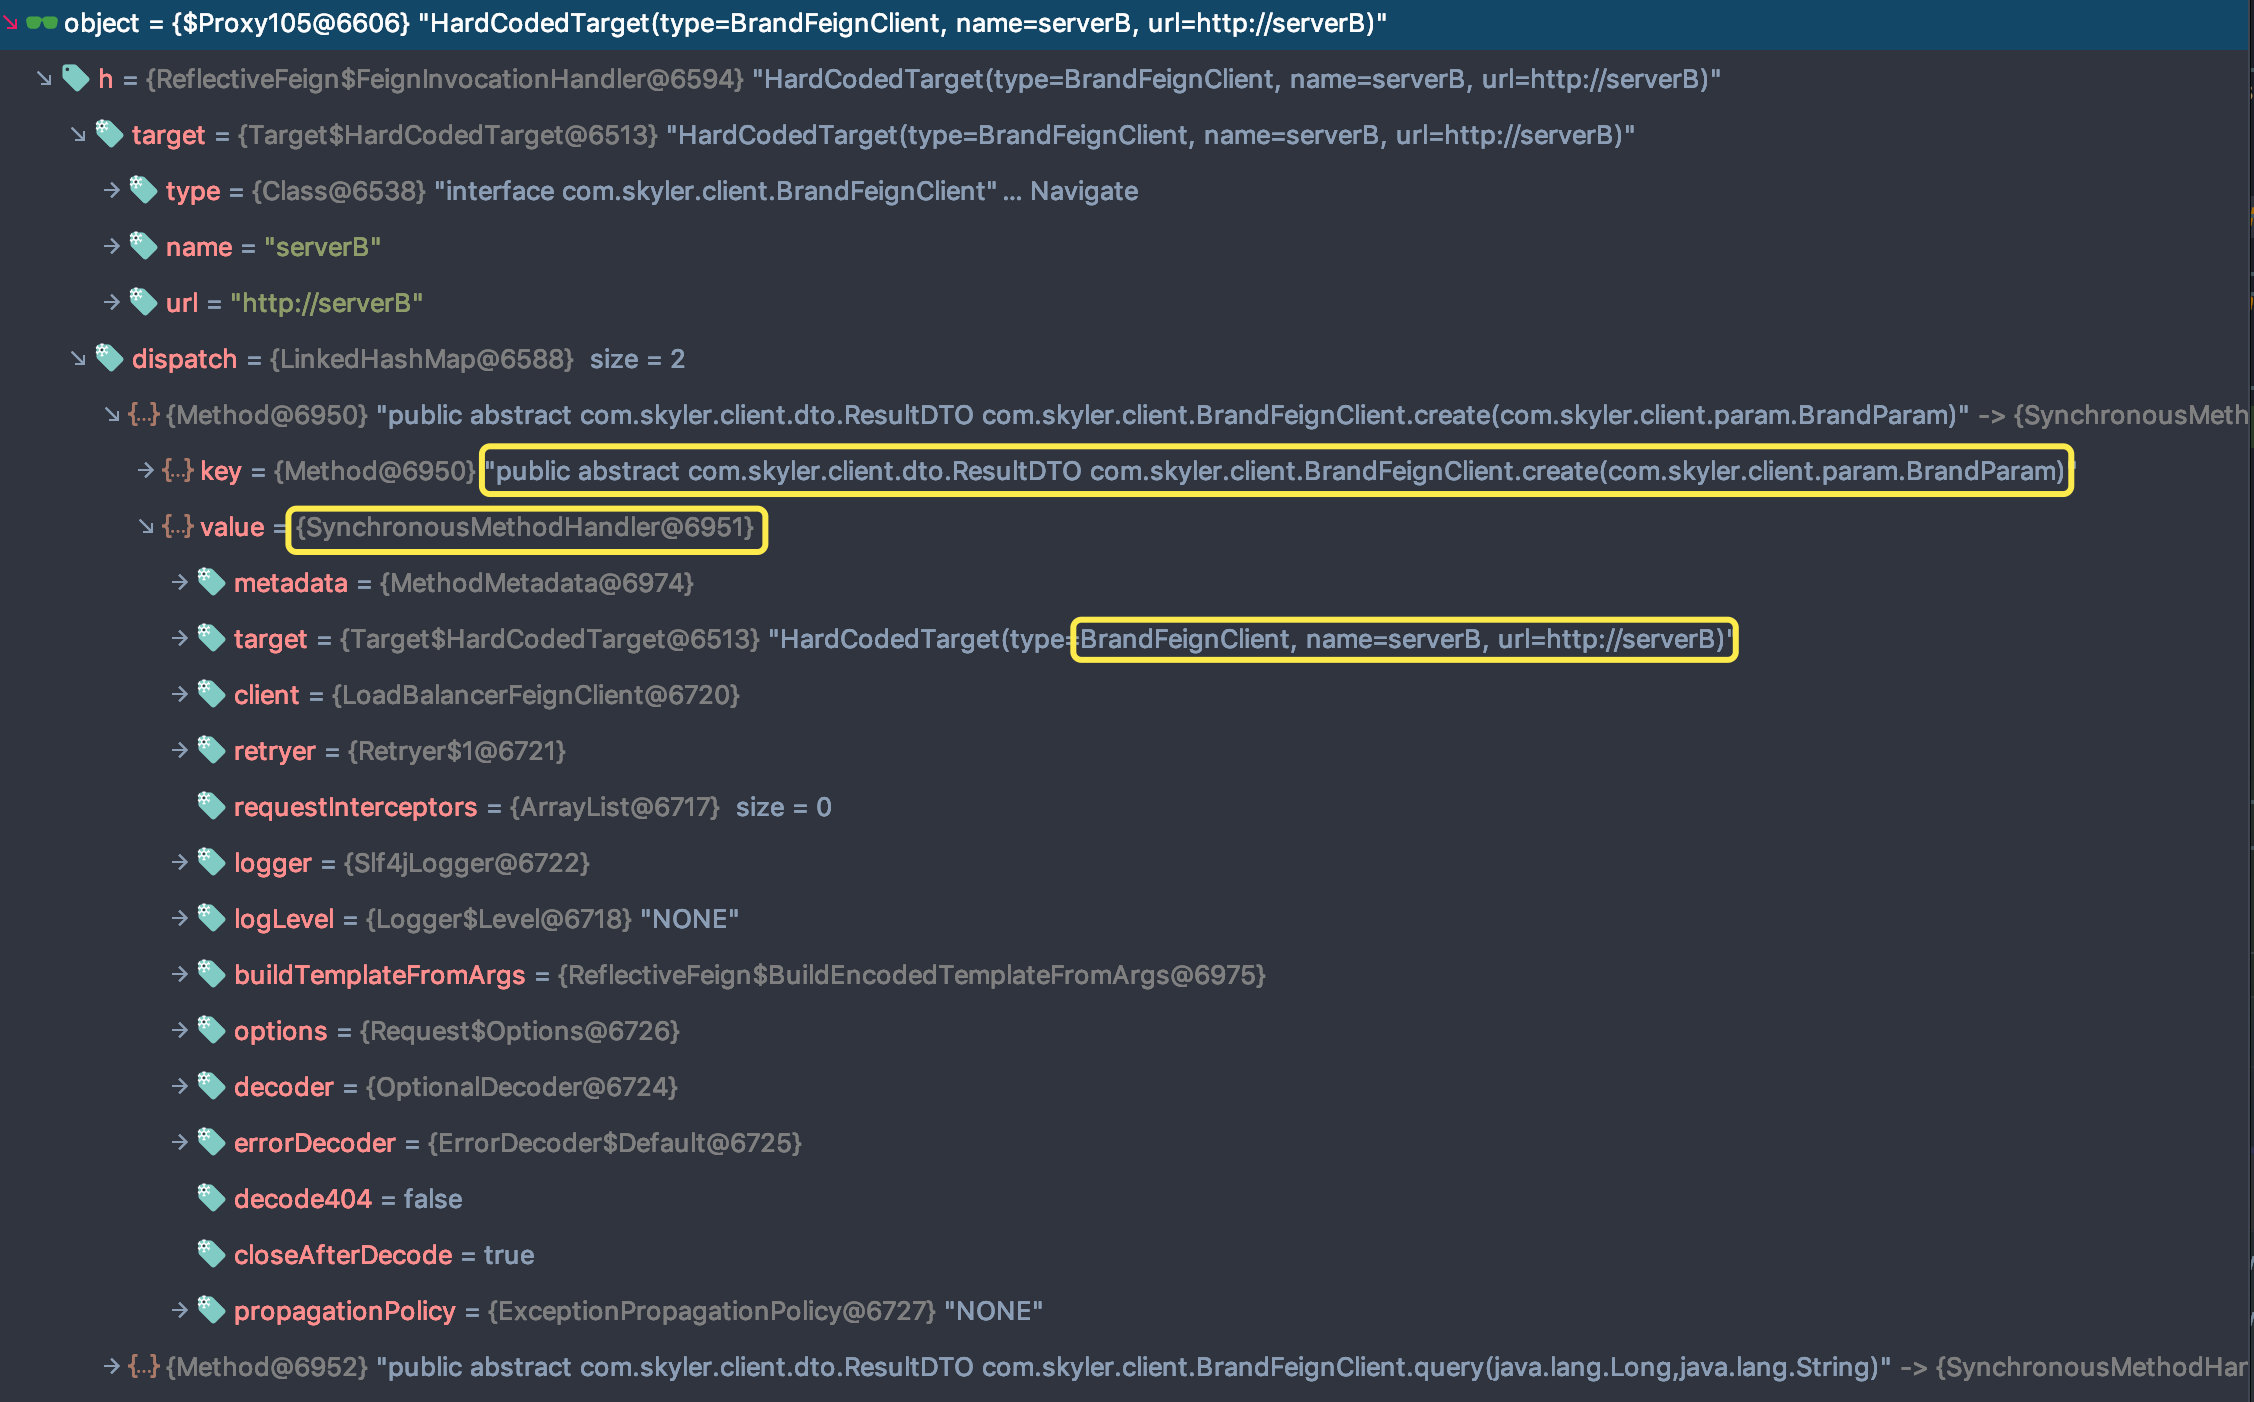 object = {$Proxy105@6606} "HardCodedTarget(type=BrandFeignClient, name=serverB, url=http://serverB)"
h = {ReflectiveFeign$FeignInvocationHandler@6594} "HardCodedTarget(type=BrandFeignClient, name=serverB, url=http://serverB)"
target = {Target$HardCodedTarget@6513} "HardCodedTarget(type=BrandFeignClient, name=serverB, url=http://serverB)"
type = {Class@6538} "interface com.skyler.client.BrandFeignClient"... Navigate
name = "serverB"
url = "http://serverB"
dispatch = {LinkedHashMap@6588} size = 2
{...} {Method@6950} "public abstract com.skyler.client.dto.ResultDTO com.skyler.client.BrandFeignClient.create(com.skyler.client.param.BrandParam)" -> {SynchronousMeth
{...} key = {Method@6950} "public abstract com.skyler.client.dto.ResultDTO com.skyler.client.BrandFeignClient.create(com.skyler.client.param.BrandParam)"
{...} value = {SynchronousMethodHandler@6951}
metadata = {MethodMetadata@6974}
target = {Target$HardCodedTarget@6513} "HardCodedTarget(type=BrandFeignClient, name=serverB, url=http://serverB)"
client = {LoadBalancerFeignClient@6720}
retryer = {Retryer$1@6721}
requestInterceptors = {ArrayList@6717} size = 0
logger = {Slf4jLogger@6722}
logLevel = {Logger$Level@6718} "NONE"
buildTemplateFromArgs = {ReflectiveFeign$BuildEncodedTemplateFromArgs@6975}
options = {Request$Options@6726}
decoder = {OptionalDecoder@6724}
errorDecoder = {ErrorDecoder$Default@6725}
decode404 = false
closeAfterDecode = true
propagationPolicy = {ExceptionPropagationPolicy@6727} "NONE"
{...} {Method@6952} "public abstract com.skyler.client.dto.ResultDTO com.skyler.client.BrandFeignClient.query(java.lang.Long,java.lang.String)" -> {SynchronousMethodHar